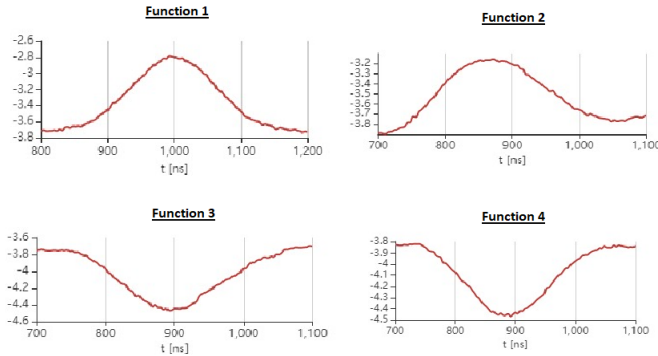 Function 1
-2.6
-2.8
-3
-3.2
-3.4
-3.6
-3.8
800 900 1,000 1,100 1,200
t [ns]
Function 2
-3.2
-3.3
-3.4
-3.5
-3.6
-3.7
-3.8
700 800 900 1,000 1,100
t [ns]
Function 3
-3.6
-3.8
-4
-4.2
-4.4
-4.6
700 800 900 1,000 1,100
t [ns]
Function 4
-3.8
-3.9
-4
-4.1
-4.2
-4.3
-4.4
-4.5
700 800 900 1,000 1,100
t [ns]